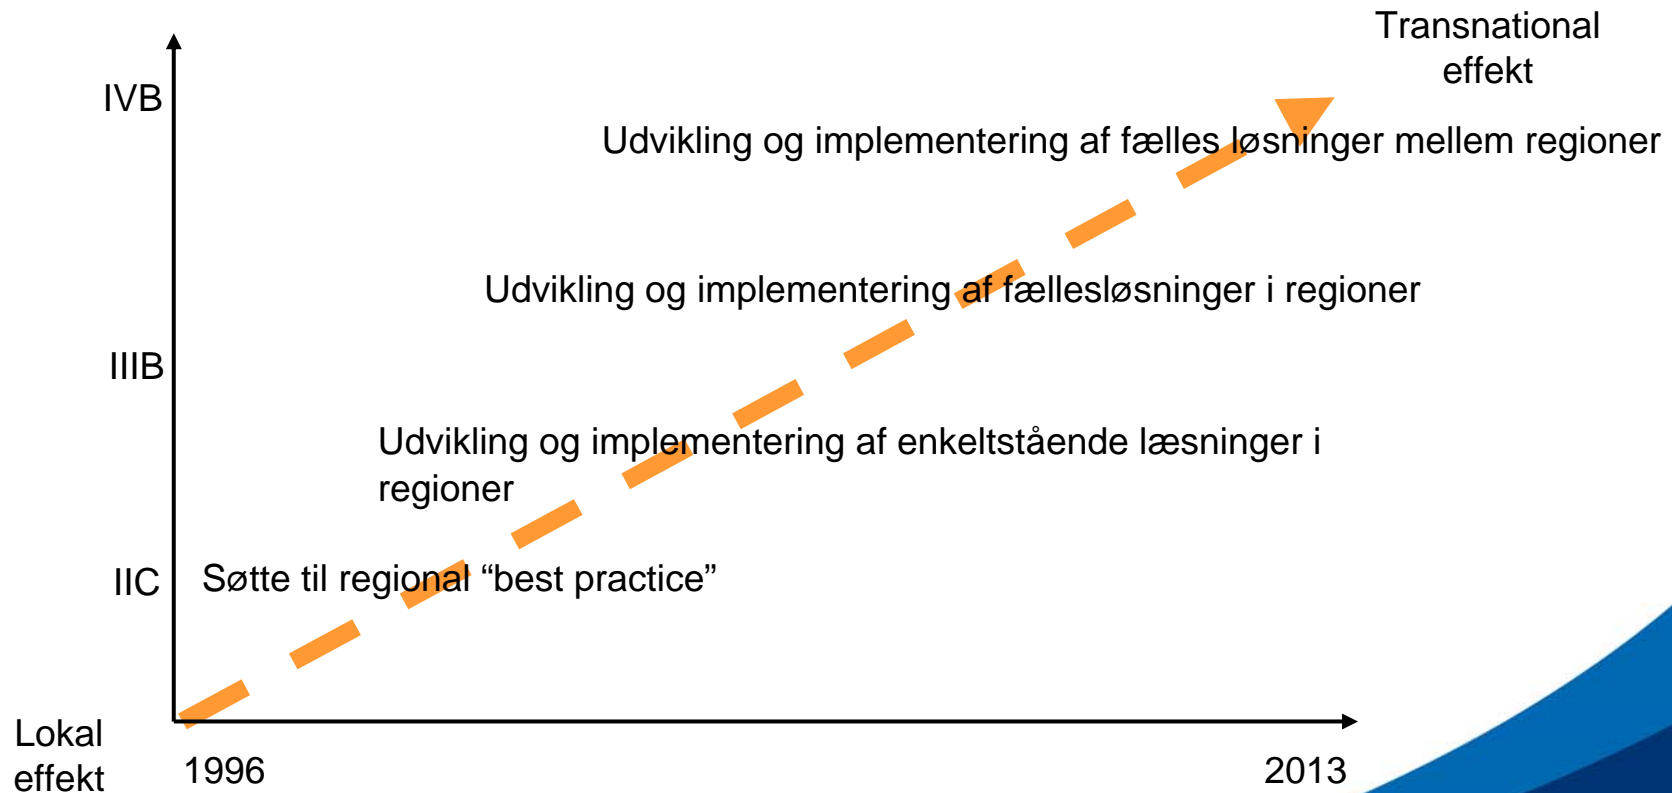 Transnational
effekt
IVB
Udvikling og implementering af fælles løsninger mellem regioner
Udvikling og implementering af fællesløsninger i regioner
IIIB
Udvikling og implementering af enkeltstående læsninger i
regioner
IIC
Søtte til regional “best practice”
Lokal
effekt
1996
2013